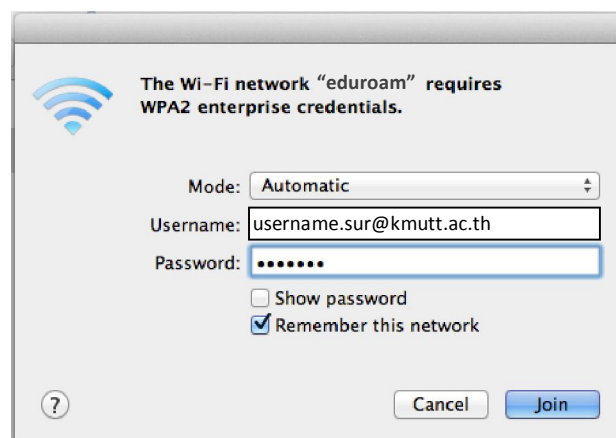 The Wi-Fi network “eduroam” requires
WPA2 enterprise credentials.
Mode: Automatic
Username: username.sur@kmutt.ac.th
Password: •••••••
Show password
Remember this network
? Cancel Join